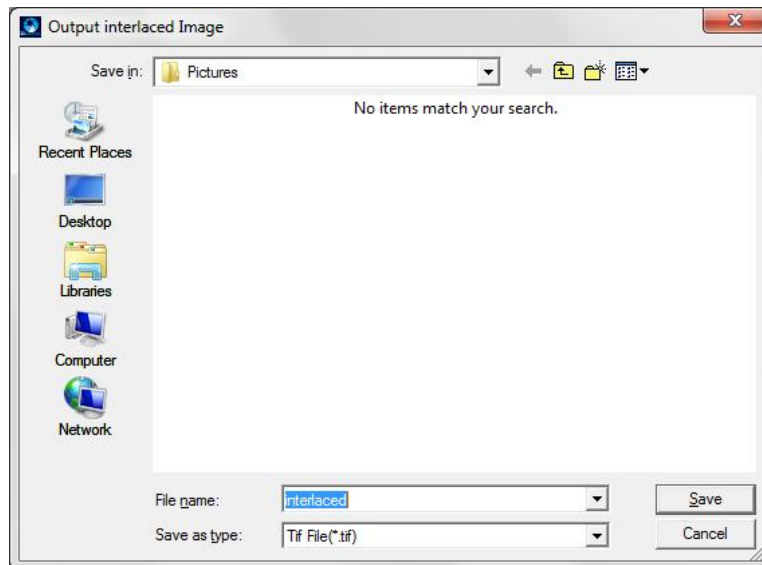 Output interlaced Image
Save in: Pictures
No items match your search.
Recent Places
Desktop
Libraries
Computer
Network
File name: interlaced Save
Save as type: Tif File(*.tif) Cancel